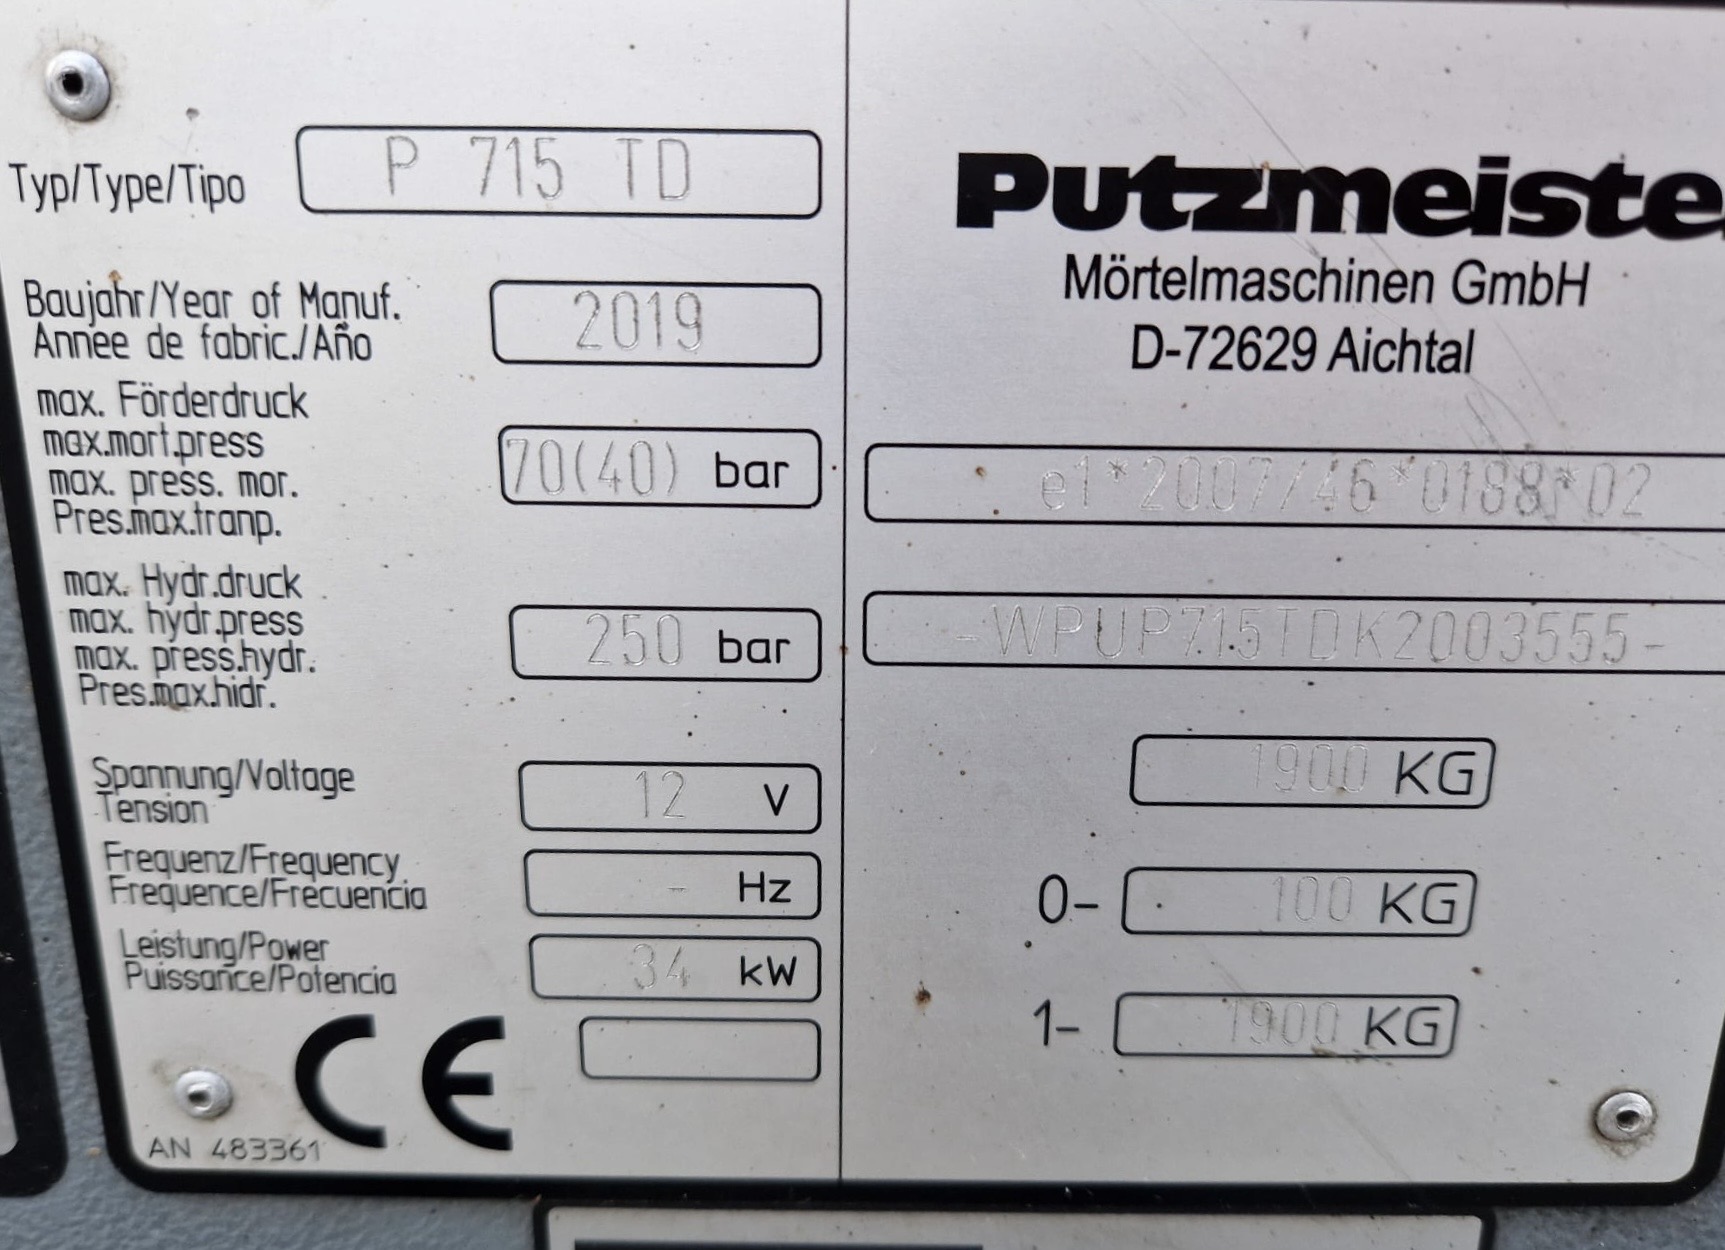 Typ/Type/Tipo P 715 TD
Baujahr/Year of Manuf.
Annee de fabric./Año 2019
max. Förderdruck
max.mort.press
max. press. mor.
Pres.max.tranp.
70(40) bar
max. Hydr.druck
max. hydr.press
max. press.hydr.
Pres.max.hidr.
250 bar
Spannung/Voltage
Tension
12 V
Frequenz/Frequency
Frequence/Frecuencia
- Hz
Leistung/Power
Puissance/Potencia
34 kW
CE
AN 483361
Putzmeister
Mörtelmaschinen GmbH
D-72629 Aichtal
e1*2007/46*0188*02
-WPUP715TDK2003555-
1900 KG
0- 100 KG
1- 1900 KG